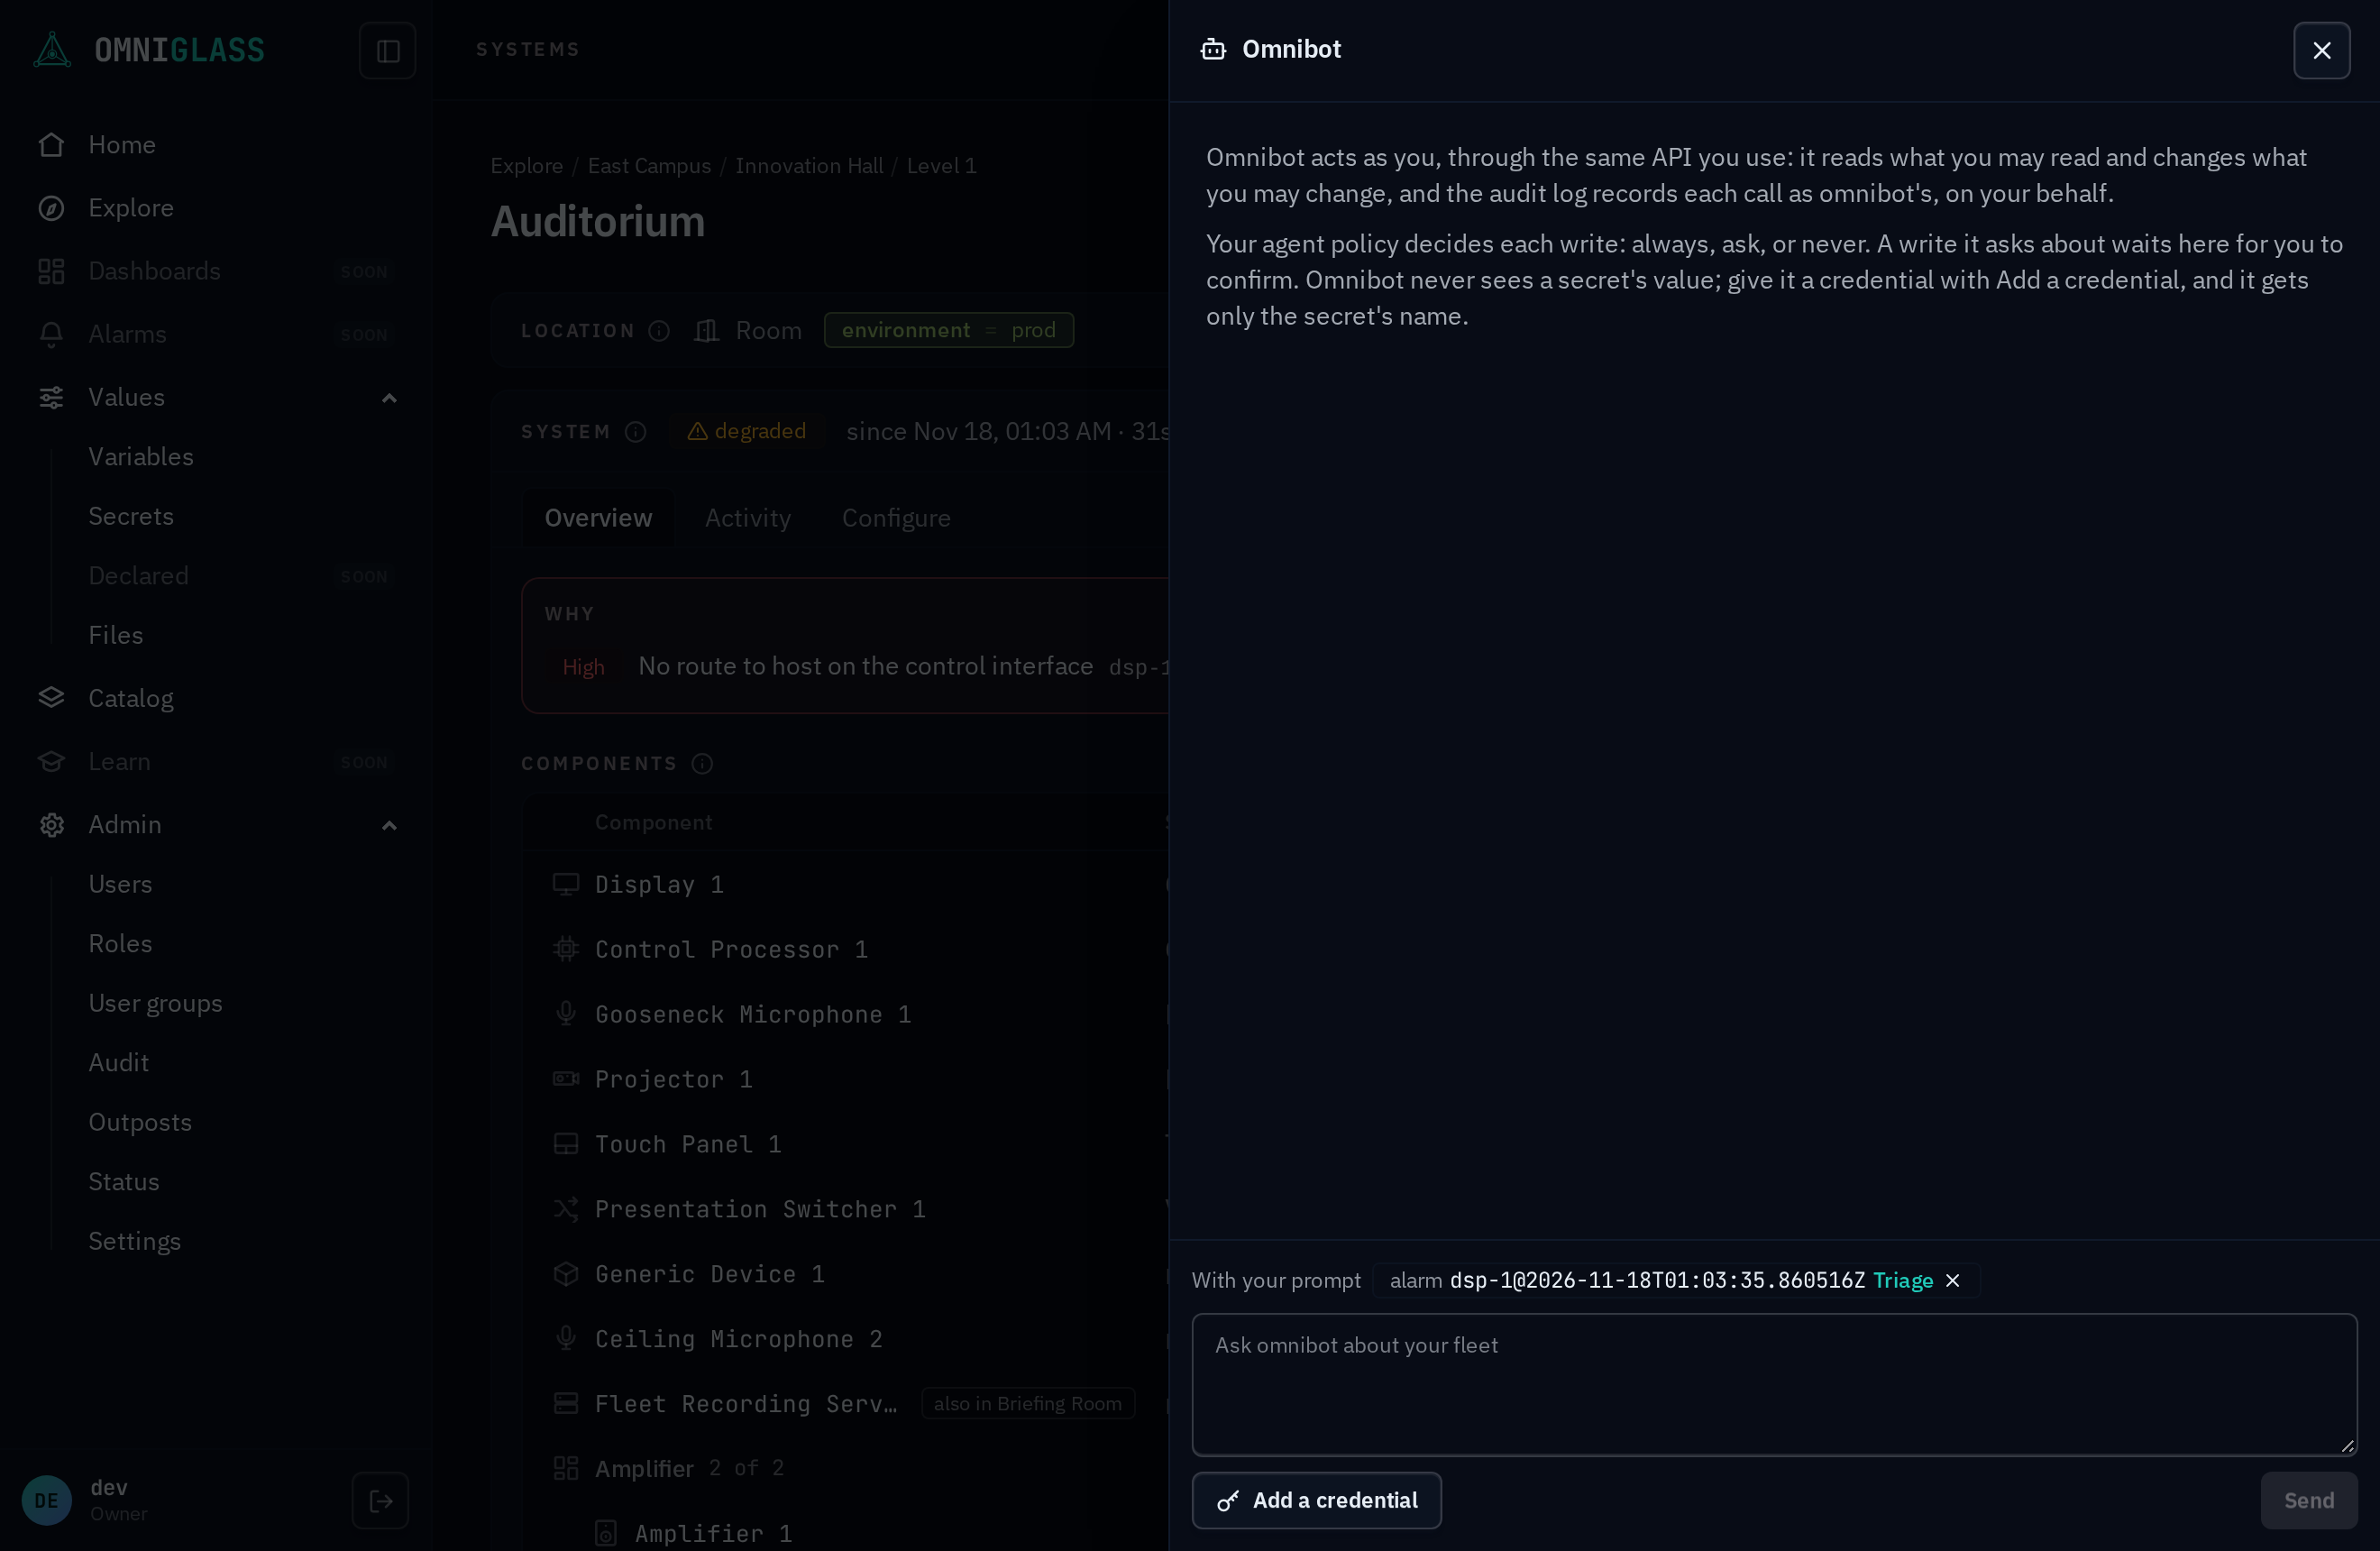 OMNIGLASS
Home
Explore
Dashboards SOON
Alarms SOON
Values
Variables
Secrets
Declared SOON
Files
Catalog
Learn SOON
Admin
Users
Roles
User groups
Audit
Outposts
Status
Settings
DE dev
Owner
SYSTEMS
Explore / East Campus / Innovation Hall / Level 1
Auditorium
LOCATION Room environment = prod
SYSTEM degraded since Nov 18, 01:03 AM · 31s
Overview Activity Configure
WHY
High No route to host on the control interface dsp-1
COMPONENTS
Component
Display 1
Control Processor 1
Gooseneck Microphone 1
Projector 1
Touch Panel 1
Presentation Switcher 1
Generic Device 1
Ceiling Microphone 2
Fleet Recording Serv… also in Briefing Room
Amplifier 2 of 2
Amplifier 1
Omnibot
Omnibot acts as you, through the same API you use: it reads what you may read and changes what
you may change, and the audit log records each call as omnibot's, on your behalf.
Your agent policy decides each write: always, ask, or never. A write it asks about waits here for you to
confirm. Omnibot never sees a secret's value; give it a credential with Add a credential, and it gets
only the secret's name.
With your prompt alarm dsp-1@2026-11-18T01:03:35.860516Z Triage
Ask omnibot about your fleet
Add a credential
Send